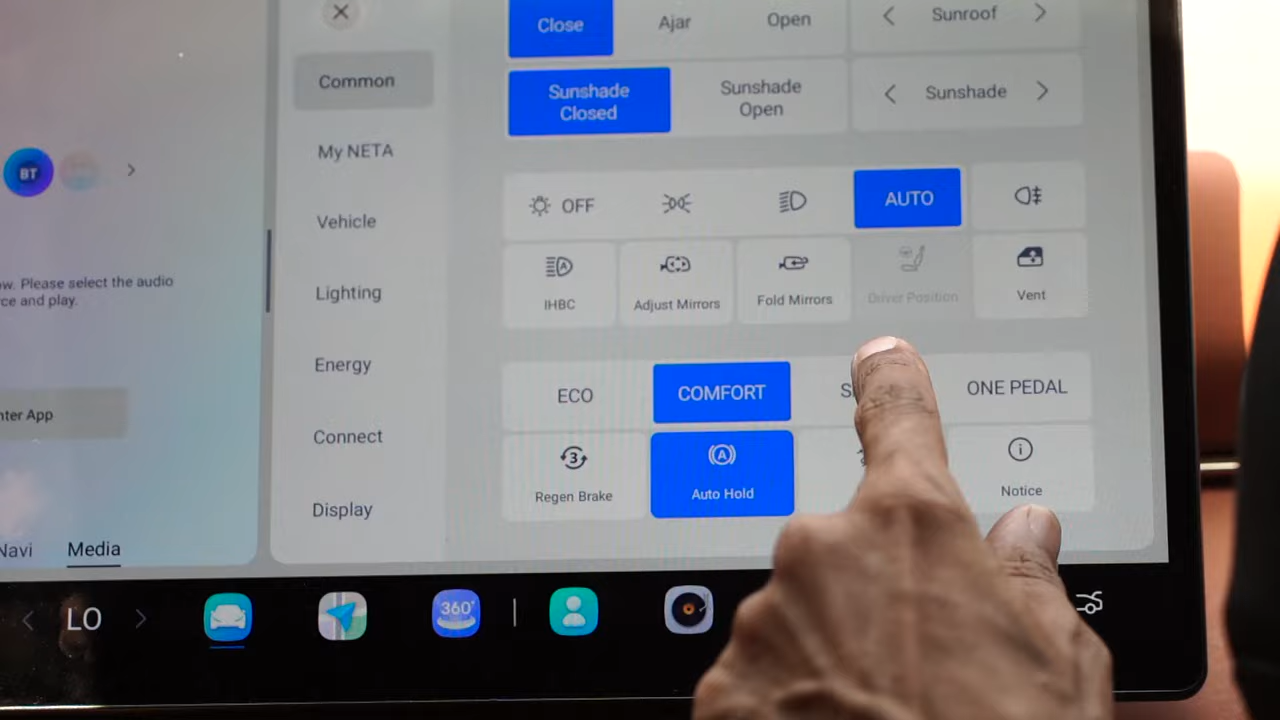 Close Ajar Open Sunroof
Common
Sunshade Closed Sunshade Open Sunshade
My NETA
BT
OFF AUTO
Vehicle
IHBC Adjust Mirrors Fold Mirrors Driver Position Vent
Lighting
Please select the audio
and play.
Energy
ECO COMFORT ONE PEDAL
App
Connect
3 A
Regen Brake Auto Hold Notice
Display
Navi Media
LO 360°